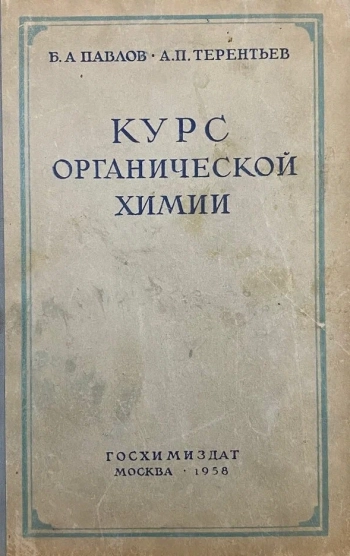 Б. А ПАВЛОВ · А. П. ТЕРЕНТЬЕВ
КУРС
ОРГАНИЧЕСКОЙ
ХИМИИ
ГОСХИМИЗДАТ
МОСКВА · 1958